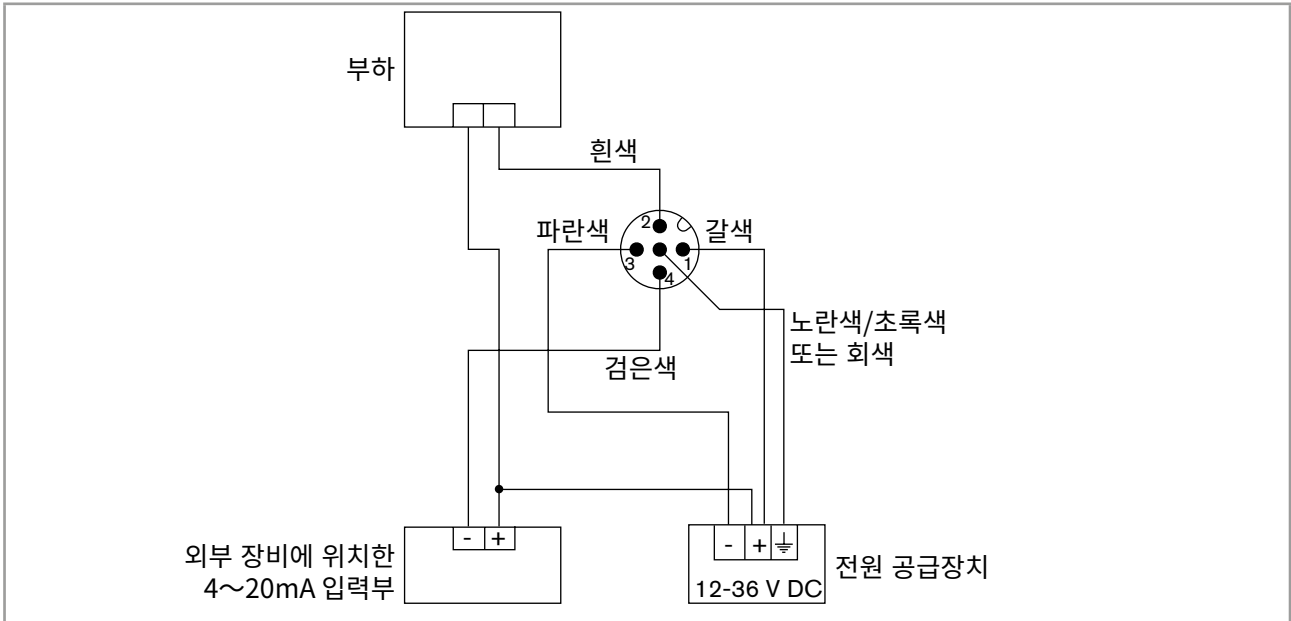 부하
흰색
파란색
갈색
2
3
1
4
노란색/초록색
또는 회색
검은색
- +
- +
외부 장비에 위치한
4～20mA 입력부
전원 공급장치
12-36 V DC